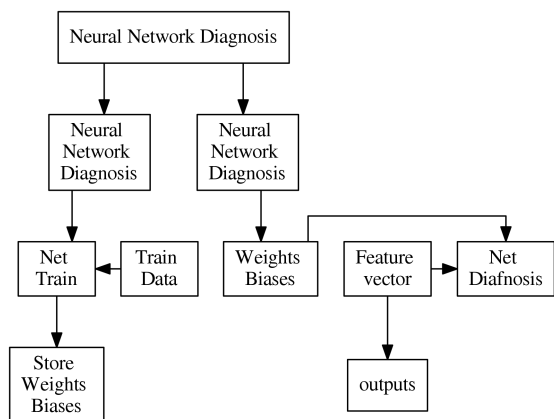 Neural Network Diagnosis
Neural
Network
Diagnosis
Neural
Network
Diagnosis
Net
Train
Train
Data
Weights
Biases
Feature
vector
Net
Diafnosis
Store
Weights
Biases
outputs